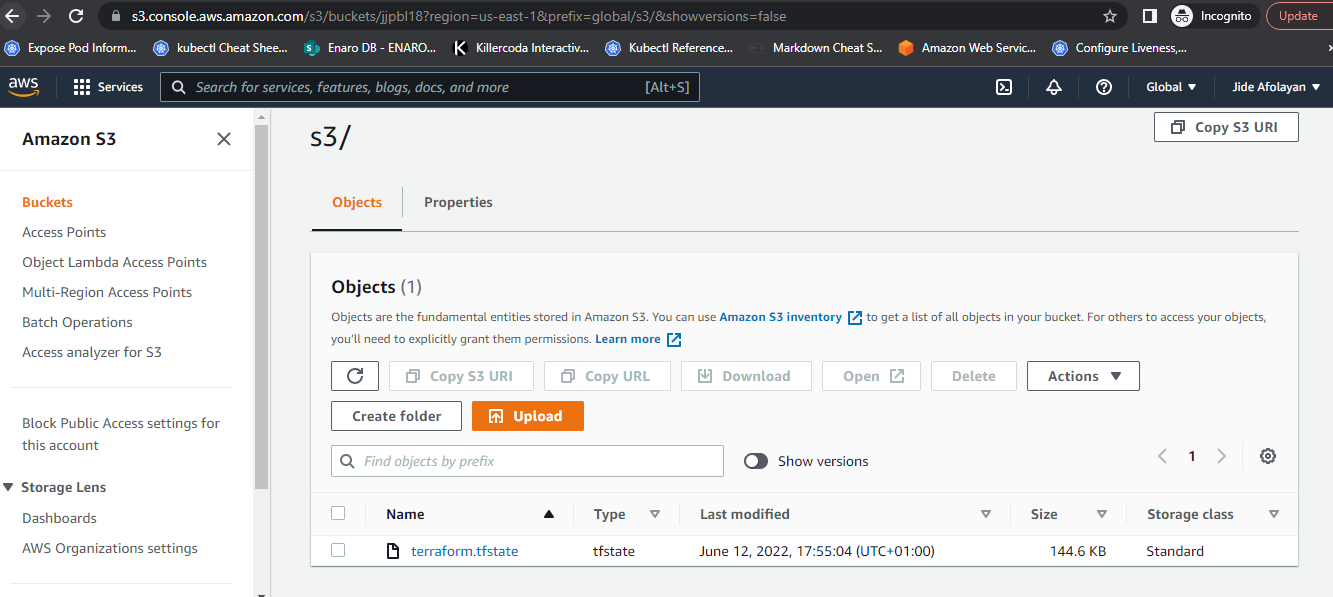 s3.console.aws.amazon.com/s3/buckets/jjpbl18?region=us-east-1&prefix=global/s3/&showversions=false
Incognito
Update
Expose Pod Inform...
kubectl Cheat Shee...
Enaro DB - ENARO...
Killercoda Interactiv...
Kubectl Reference...
Markdown Cheat S...
Amazon Web Servic...
Configure Liveness,...
aws
Services
Search for services, features, blogs, docs, and more
[Alt+S]
Global
Jide Afolayan
Amazon S3
Buckets
Access Points
Object Lambda Access Points
Multi-Region Access Points
Batch Operations
Access analyzer for S3
Block Public Access settings for
this account
Storage Lens
Dashboards
AWS Organizations settings
s3/
Copy S3 URI
Objects
Properties
Objects (1)
Objects are the fundamental entities stored in Amazon S3. You can use Amazon S3 inventory to get a list of all objects in your bucket. For others to access your objects,
you'll need to explicitly grant them permissions. Learn more
Copy S3 URI
Copy URL
Download
Open
Delete
Actions
Create folder
Upload
Find objects by prefix
Show versions
1
Name
Type
Last modified
Size
Storage class
terraform.tfstate
tfstate
June 12, 2022, 17:55:04 (UTC+01:00)
144.6 KB
Standard